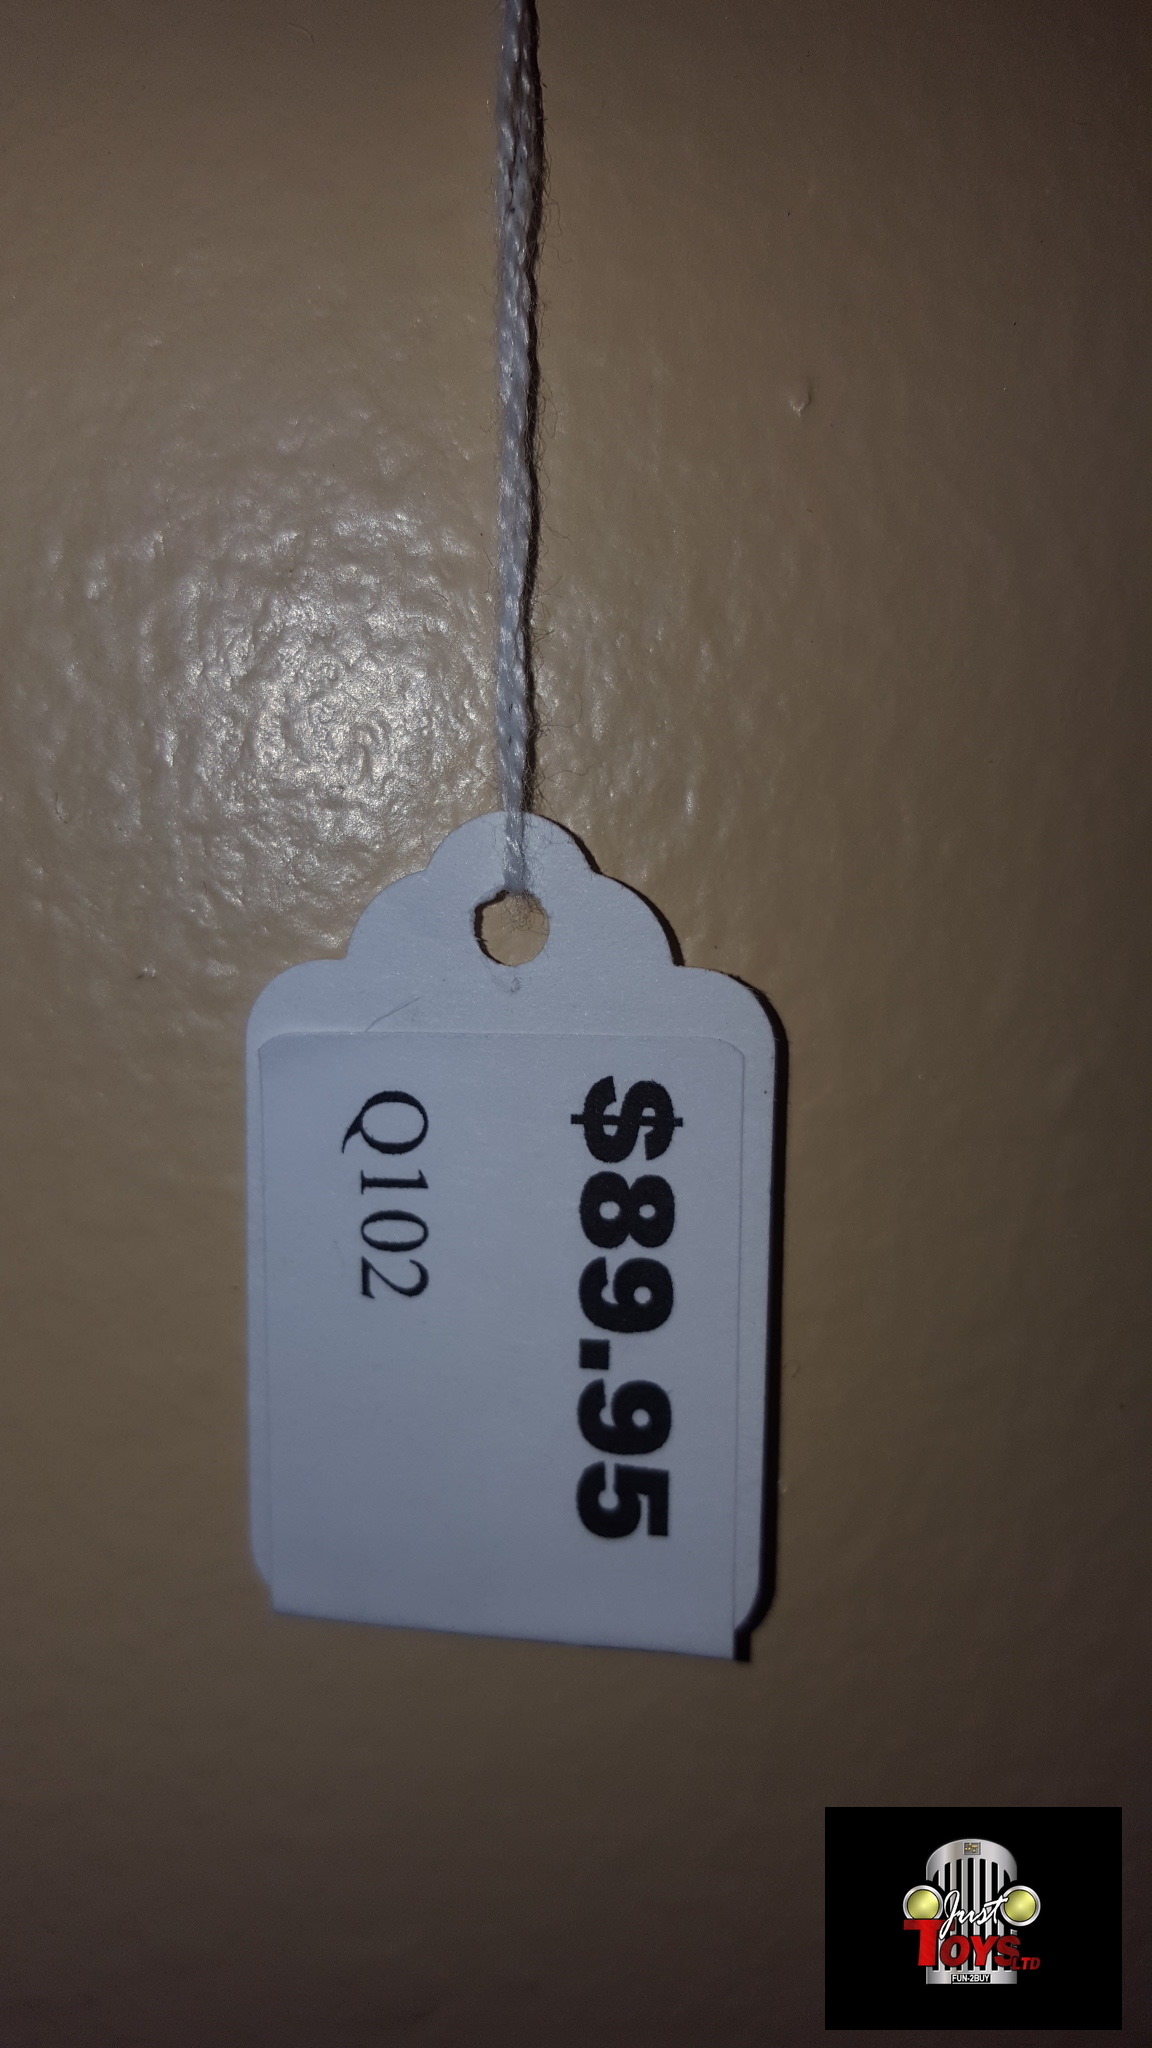 $89.95
Q102
Just
TOYS LTD
FUN-2BUY